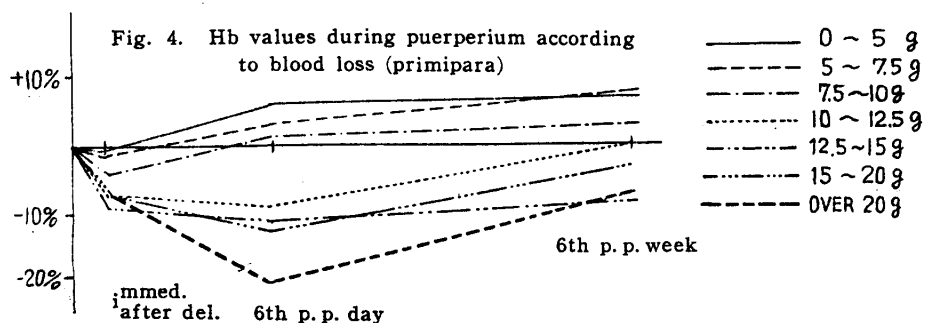 Fig. 4. Hb values during puerperium according
to blood loss (primipara)
+10%
-10%
-20%
immed.
after del.
6th p. p. day
6th p. p. week
0 ~ 5 g
5 ~ 7.5 g
7.5 ~ 10 g
10 ~ 12.5 g
12.5 ~ 15 g
15 ~ 20 g
OVER 20 g